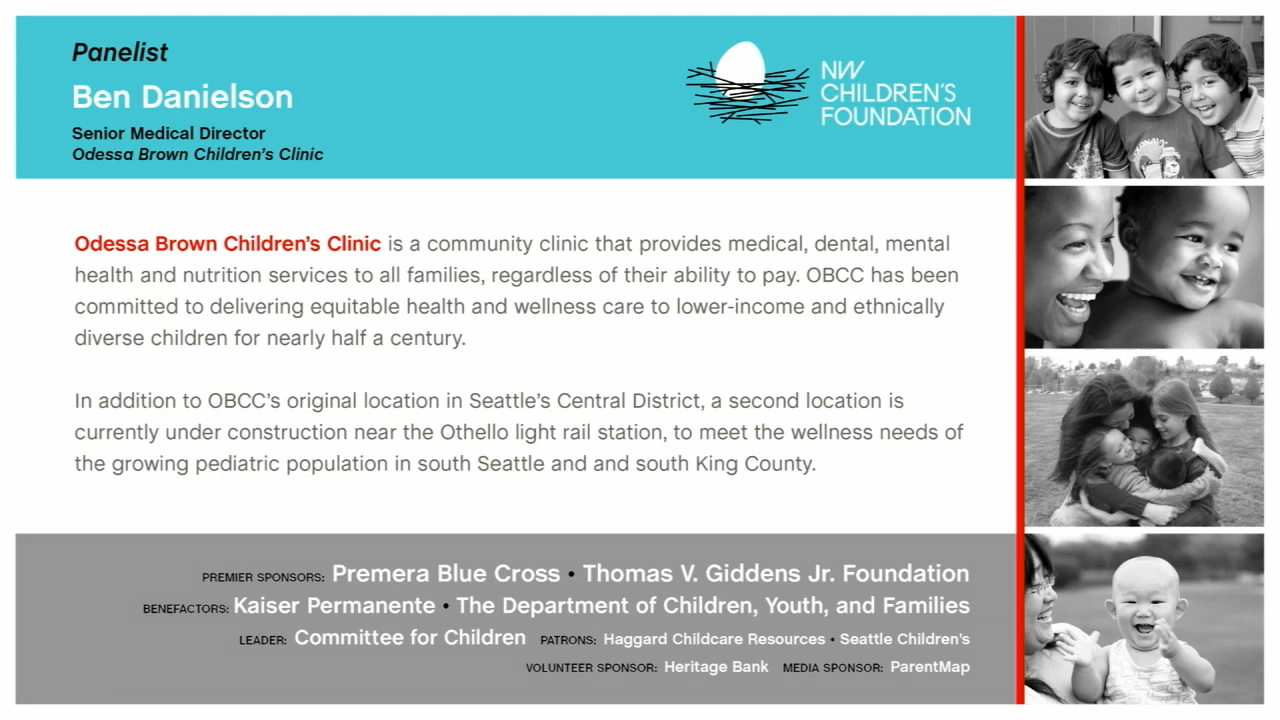 Panelist
Ben Danielson
Senior Medical Director
Odessa Brown Children's Clinic
NW
CHILDREN'S
FOUNDATION
Odessa Brown Children's Clinic is a community clinic that provides medical, dental, mental
health and nutrition services to all families, regardless of their ability to pay. OBCC has been
committed to delivering equitable health and wellness care to lower-income and ethnically
diverse children for nearly half a century.
In addition to OBCC's original location in Seattle's Central District, a second location is
currently under construction near the Othello light rail station, to meet the wellness needs of
the growing pediatric population in south Seattle and and south King County.
PREMIER SPONSORS: Premera Blue Cross • Thomas V. Giddens Jr. Foundation
BENEFACTORS: Kaiser Permanente • The Department of Children, Youth, and Families
LEADER: Committee for Children PATRONS: Haggard Childcare Resources • Seattle Children's
VOLUNTEER SPONSOR: Heritage Bank MEDIA SPONSOR: ParentMap